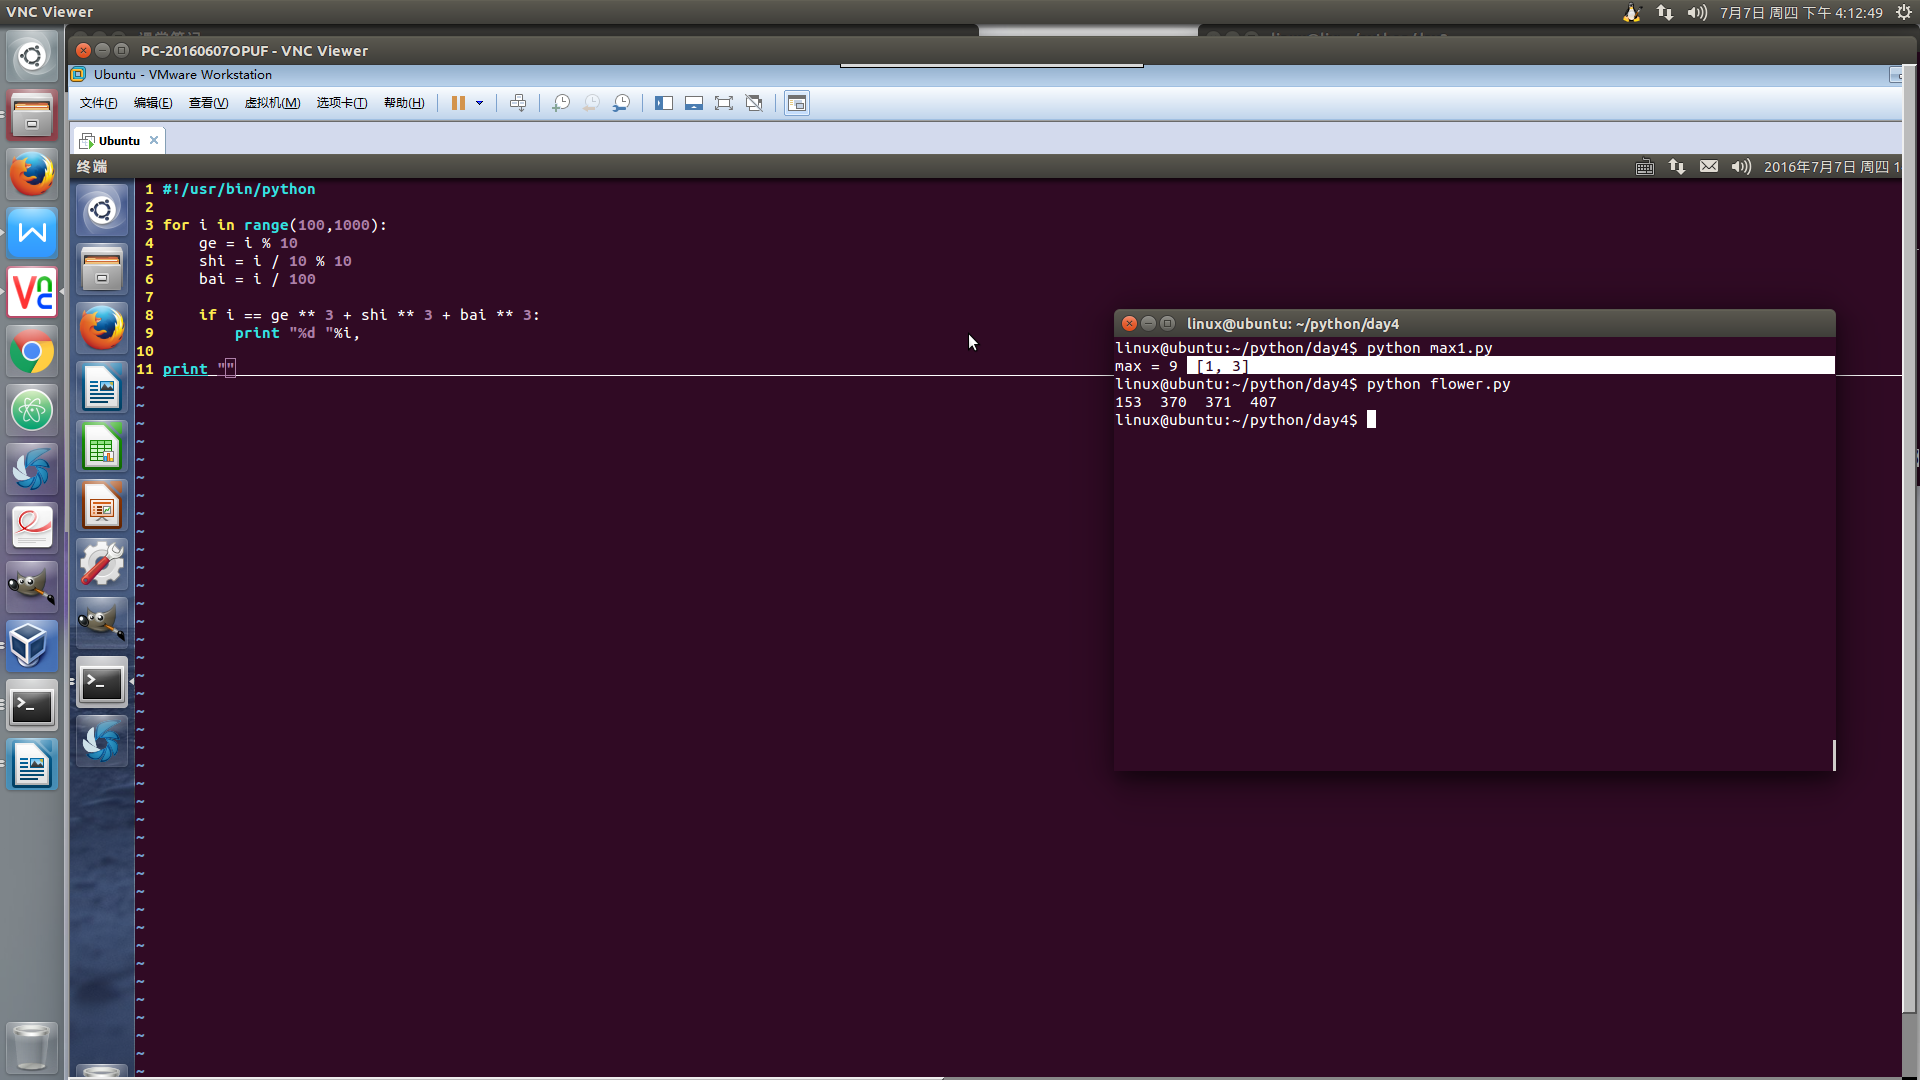 VNC Viewer
7月7日 周四 下午 4:12:49
PC-20160607OPUF - VNC Viewer
Ubuntu - VMware Workstation
文件(F) 编辑(E) 查看(V) 虚拟机(M) 选项卡(T) 帮助(H)
Ubuntu
终端
2016年7月7日 周四 1
1 #!/usr/bin/python
2
3 for i in range(100,1000):
4 ge = i % 10
5 shi = i / 10 % 10
6 bai = i / 100
7
8 if i == ge ** 3 + shi ** 3 + bai ** 3:
9 print "%d "%i,
10
11 print ""
linux@ubuntu: ~/python/day4
linux@ubuntu:~/python/day4$ python max1.py
max = 9 [1, 3]
linux@ubuntu:~/python/day4$ python flower.py
153 370 371 407
linux@ubuntu:~/python/day4$